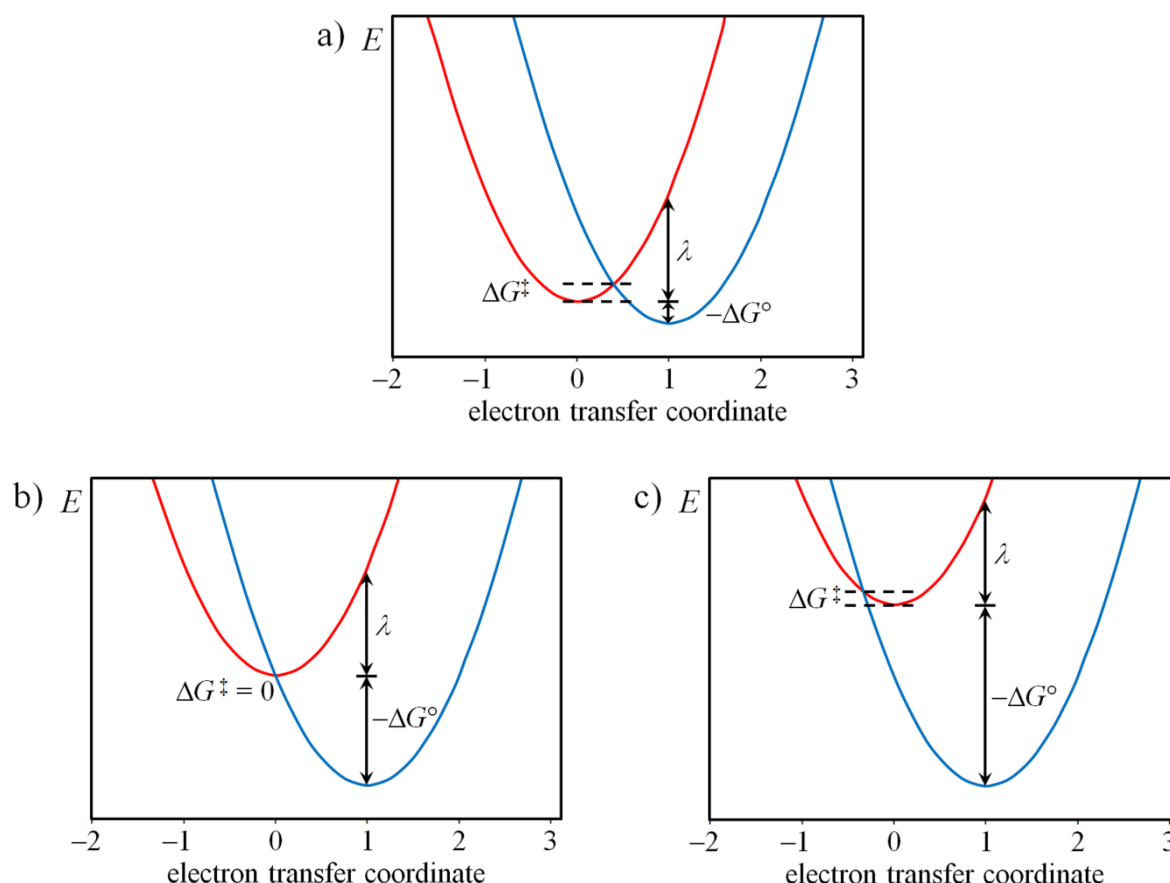 a) E
λ
ΔG‡
−ΔG°
−2 −1 0 1 2 3
electron transfer coordinate
b) E
λ
ΔG‡ = 0
−ΔG°
−2 −1 0 1 2 3
electron transfer coordinate
c) E
λ
ΔG‡
−ΔG°
−2 −1 0 1 2 3
electron transfer coordinate